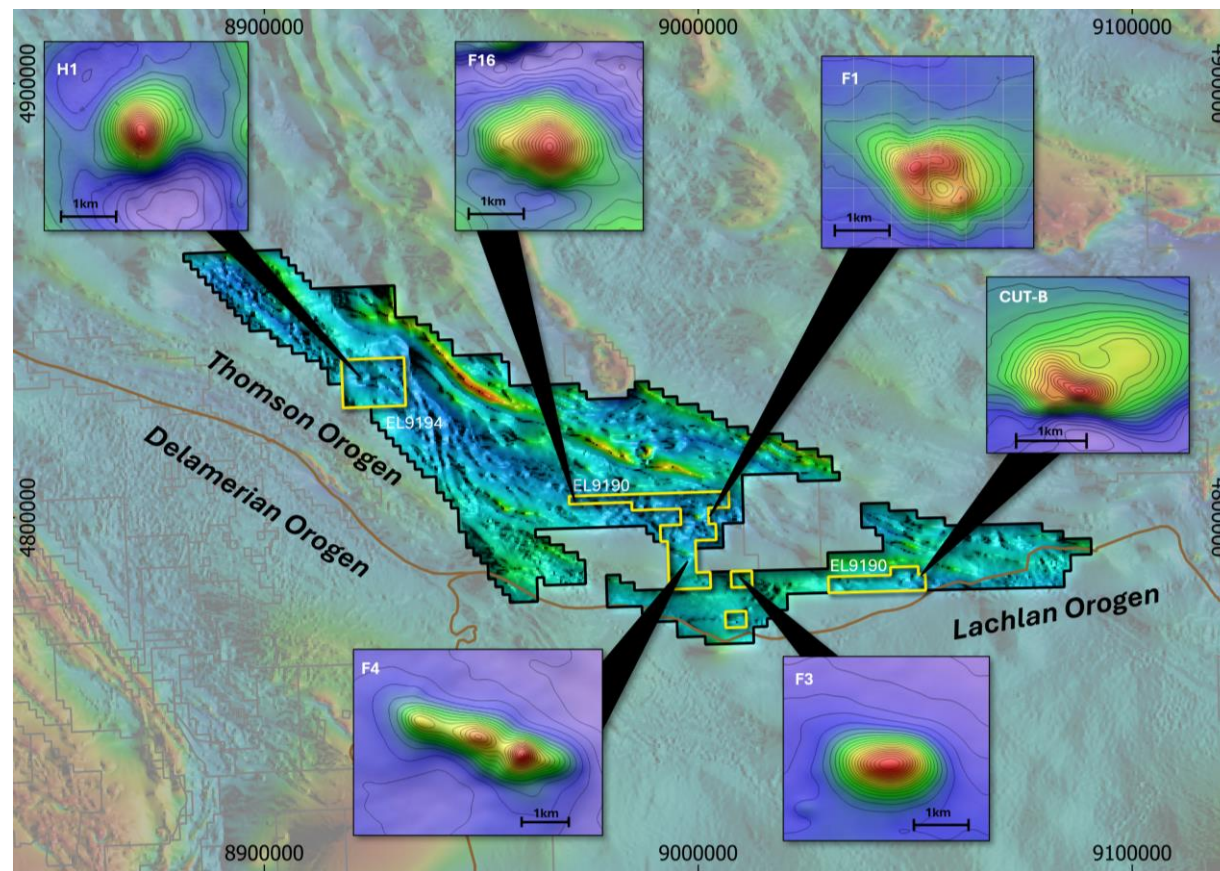 8900000
9000000
9100000
4900000
4900000
H1
1km
F16
1km
F1
1km
CUT-B
1km
Thomson Orogen
EL9194
Delamerian Orogen
EL9190
4800000
4800000
EL9190
Lachlan Orogen
F4
1km
F3
1km
8900000
9000000
9100000